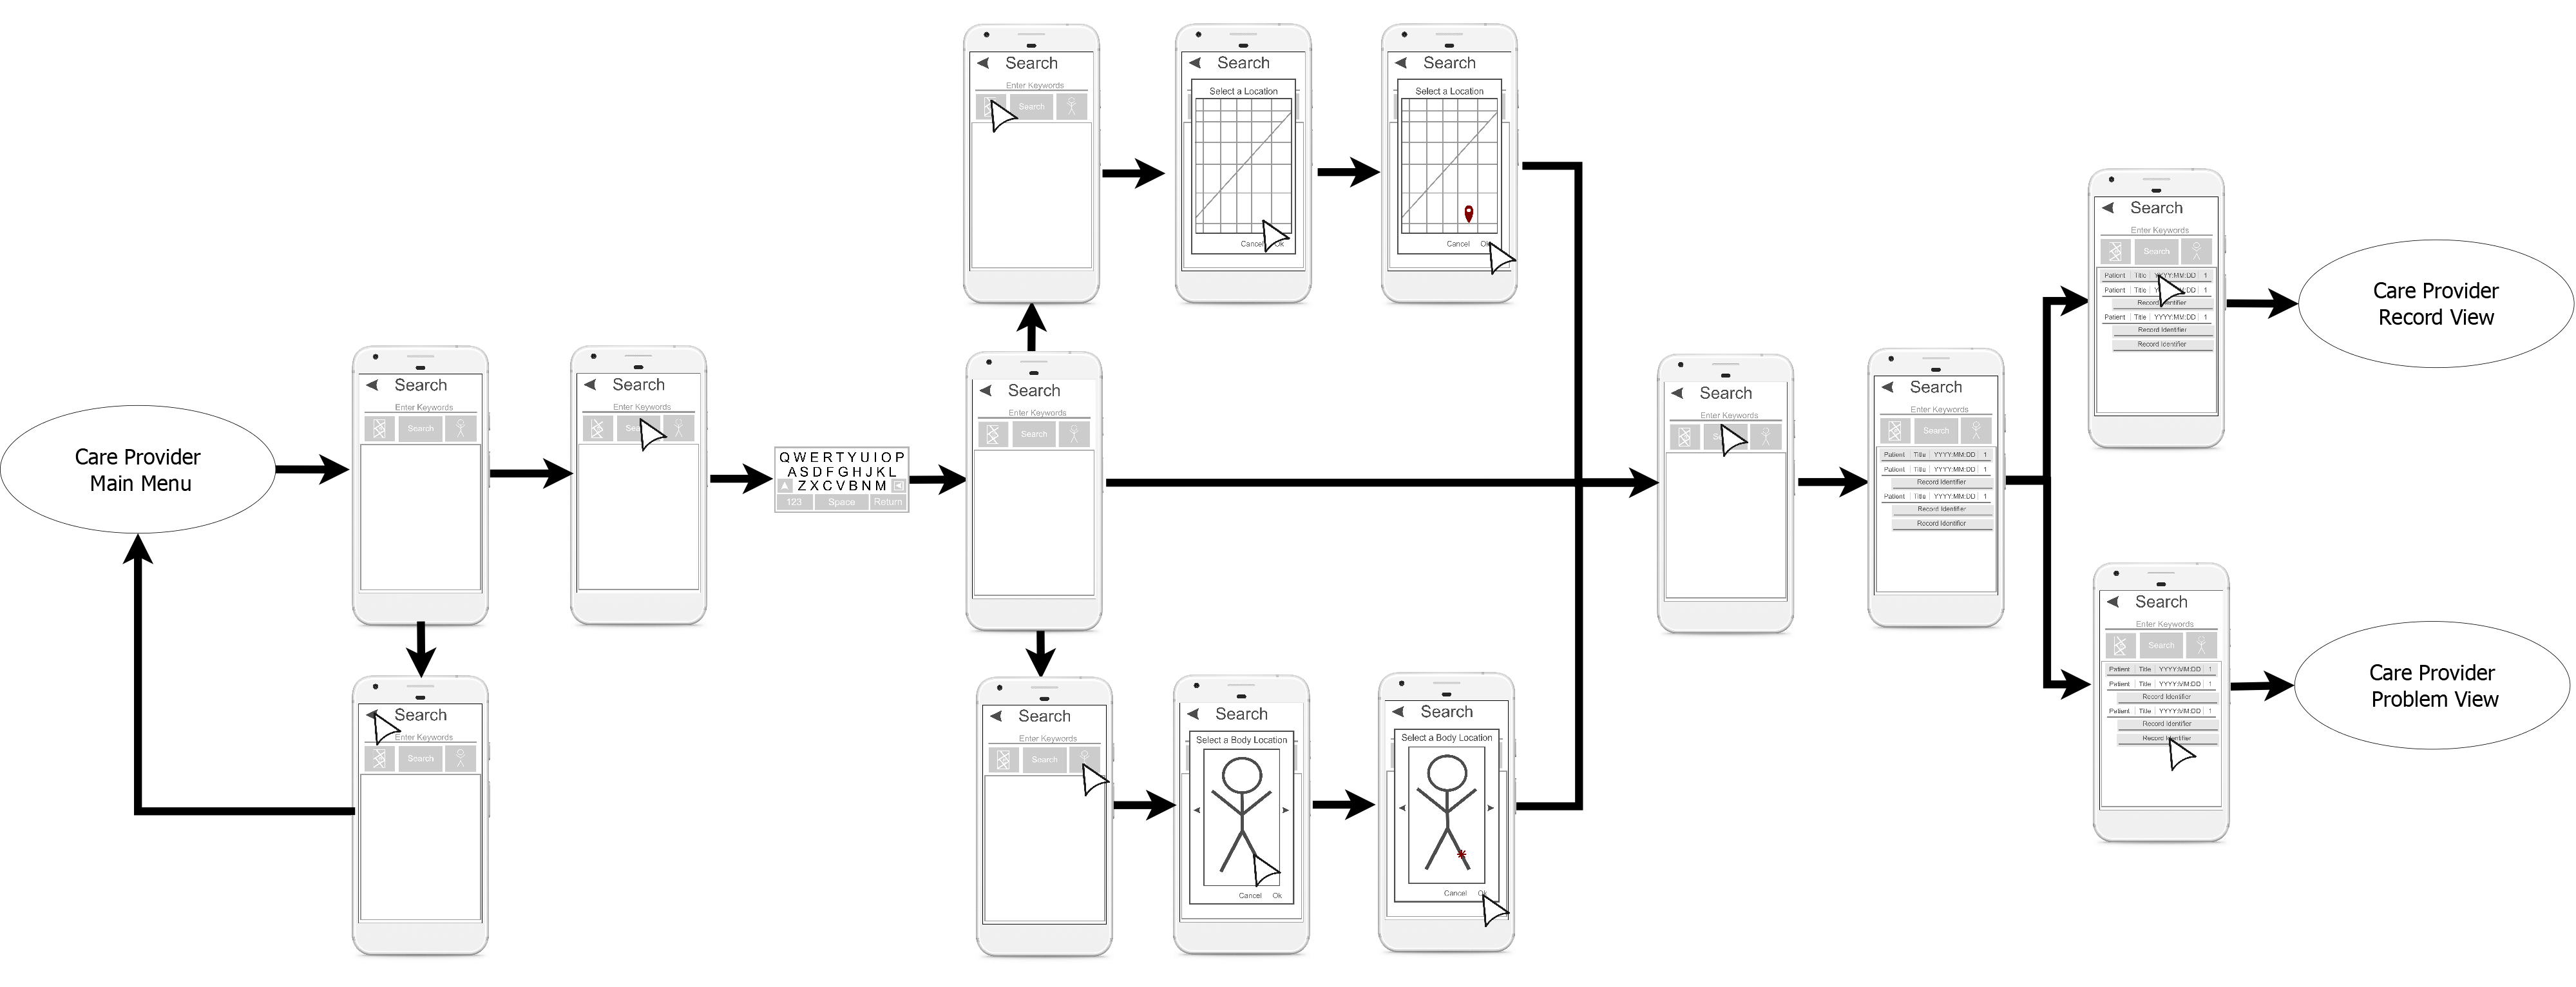 Search
Enter Keywords
Search
Search
Select a Location
Cancel Ok
Search
Select a Location
Cancel Ok
Search
Enter Keywords
Search
Patient Title YYYY:MM:DD 1
Patient Title YYYY:MM:DD 1
Record Identifier
Patient Title YYYY:MM:DD 1
Record Identifier
Record Identifier
Care Provider
Record View
Care Provider
Main Menu
Search
Enter Keywords
Search
Search
Enter Keywords
Search
Q W E R T Y U I O P
A S D F G H J K L
Z X C V B N M
123 Space Return
Search
Enter Keywords
Search
Search
Enter Keywords
Search
Search
Enter Keywords
Search
Patient Title YYYY:MM:DD 1
Patient Title YYYY:MM:DD 1
Record Identifier
Patient Title YYYY:MM:DD 1
Record Identifier
Record Identifier
Search
Enter Keywords
Search
Search
Enter Keywords
Search
Search
Select a Body Location
Cancel Ok
Search
Select a Body Location
Cancel Ok
Search
Enter Keywords
Search
Patient Title YYYY:MM:DD 1
Patient Title YYYY:MM:DD 1
Record Identifier
Patient Title YYYY:MM:DD 1
Record Identifier
Record Identifier
Care Provider
Problem View